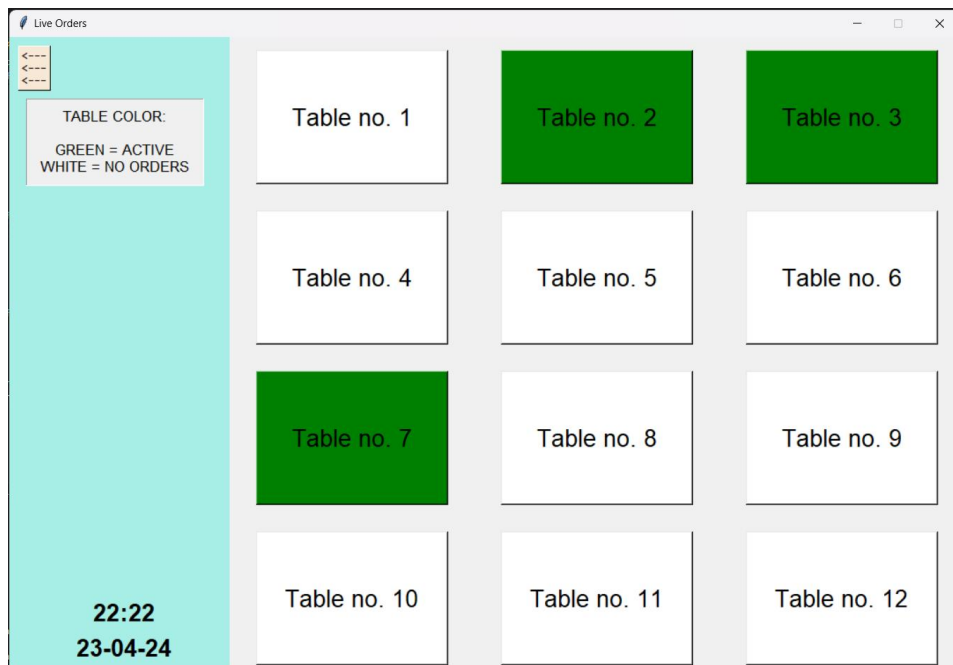 Live Orders
<---
<---
<---
TABLE COLOR:
GREEN = ACTIVE
WHITE = NO ORDERS
22:22
23-04-24
Table no. 1
Table no. 2
Table no. 3
Table no. 4
Table no. 5
Table no. 6
Table no. 7
Table no. 8
Table no. 9
Table no. 10
Table no. 11
Table no. 12